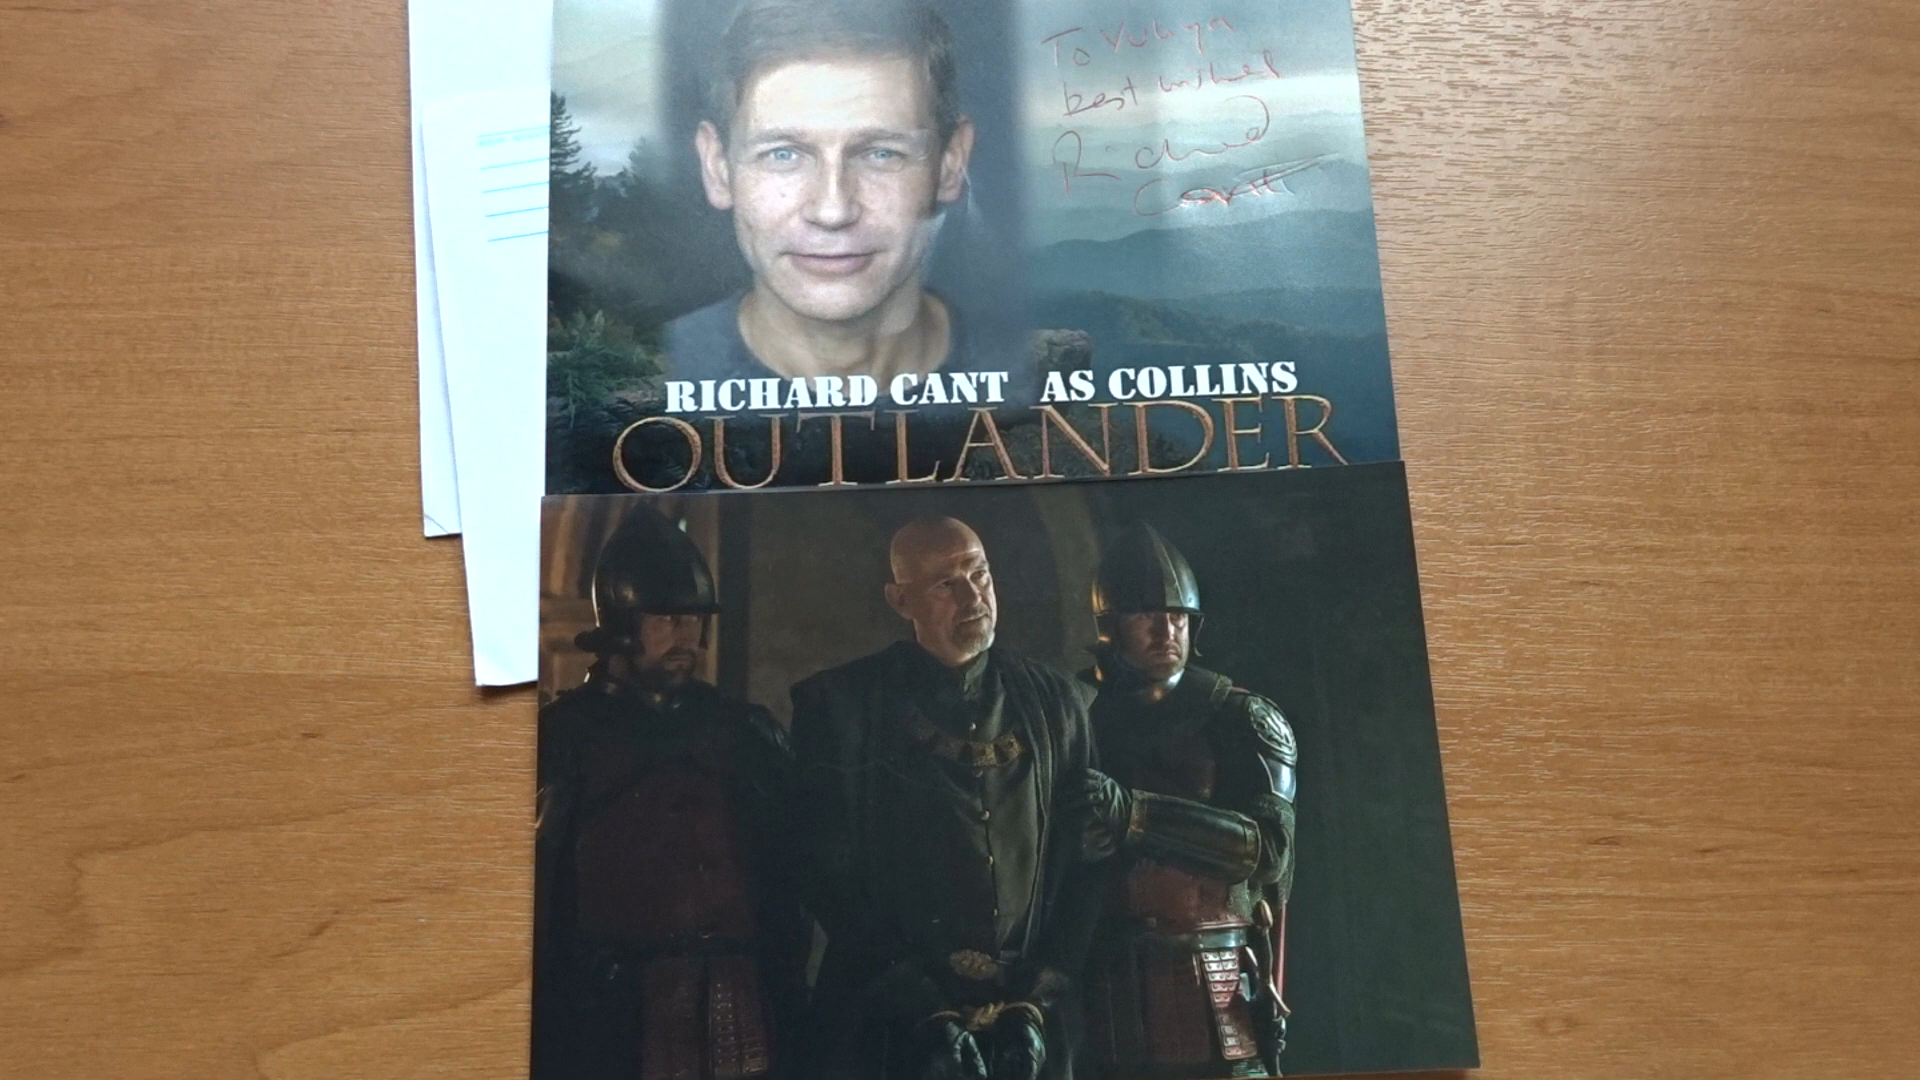 To
best wishes
Richard
Cant
RICHARD CANT AS COLLINS
OUTLANDER